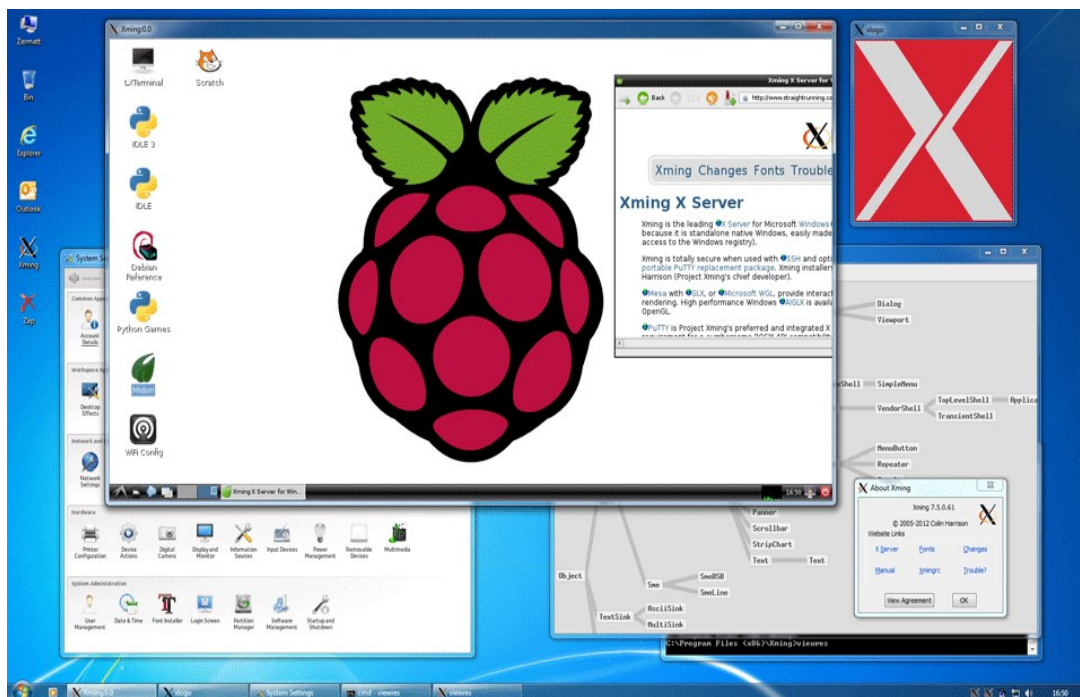 Zermatt
Bin
Explorer
Outlook
Xming
Zap
Xming:0.0
LXTerminal
Scratch
IDLE 3
IDLE
Debian
Reference
Python Games
Midori
WiFi Config
Xming X Server for Win...
16:50
Xming X Server for
Back
http://www.straightrunning.co
Xming Changes Fonts Trouble
Xming X Server
Xming is the leading X Server for Microsoft Windows
because it is standalone native Windows, easily made
access to the Windows registry).
Xming is totally secure when used with SSH and opti
portable PuTTY replacement package. Xming installers
Harrison (Project Xming's chief developer).
Mesa with GLX, or Microsoft WGL, provide interac
rendering. High performance Windows AIGLX is avail
OpenGL.
PuTTY is Project Xming's preferred and integrated X
xlogo
System Se
Overview
Common App
Account
Details
Workspace Ap
Desktop
Effects
Network and
Network
Settings
Hardware
Printer
Configuration
Device
Actions
Digital
Camera
Display and
Monitor
Information
Sources
Input Devices
Power
Management
Removable
Devices
Multimedia
System Administration
User
Management
Date & Time
Font Installer
Login Screen
Partition
Manager
Software
Management
Startup and
Shutdown
Dialog
Viewport
Shell
SimpleMenu
VendorShell
TopLevelShell
Applica
TransientShell
MenuButton
Repeater
Panner
Scrollbar
StripChart
Text
Text
Object
Sme
SmeBSB
SmeLine
TextSink
AsciiSink
MultiSink
About Xming
Xming 7.5.0.61
© 2005-2012 Colin Harrison
Website Links
X Server
Fonts
Changes
Manual
Xmingrc
Trouble?
View Agreement
OK
C:\Program Files (x86)\Xming>viewres
Xming:0.0
xlogo
System Settings
cmd - viewres
viewres
16:50